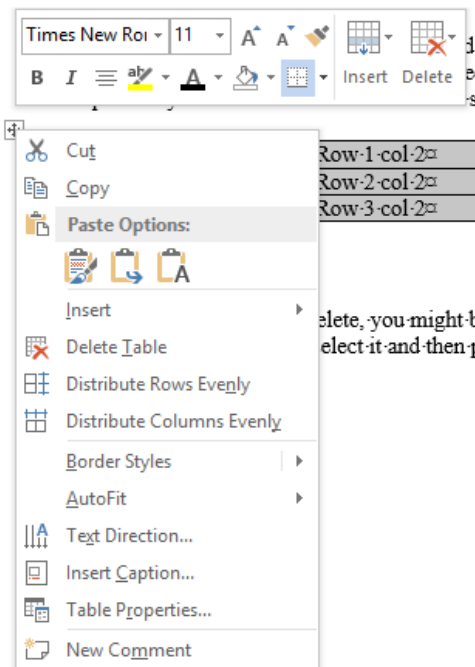 Times New Ror 11 A A
B I ab A Insert Delete
Cut
Copy
Paste Options:
A
Insert
Delete Table
Distribute Rows Evenly
Distribute Columns Evenly
Border Styles
AutoFit
Text Direction...
Insert Caption...
Table Properties...
New Comment
Row·1·col·2¤
Row·2·col·2¤
Row·3·col·2¤
elete,·you·might·b
elect·it·and·then·p